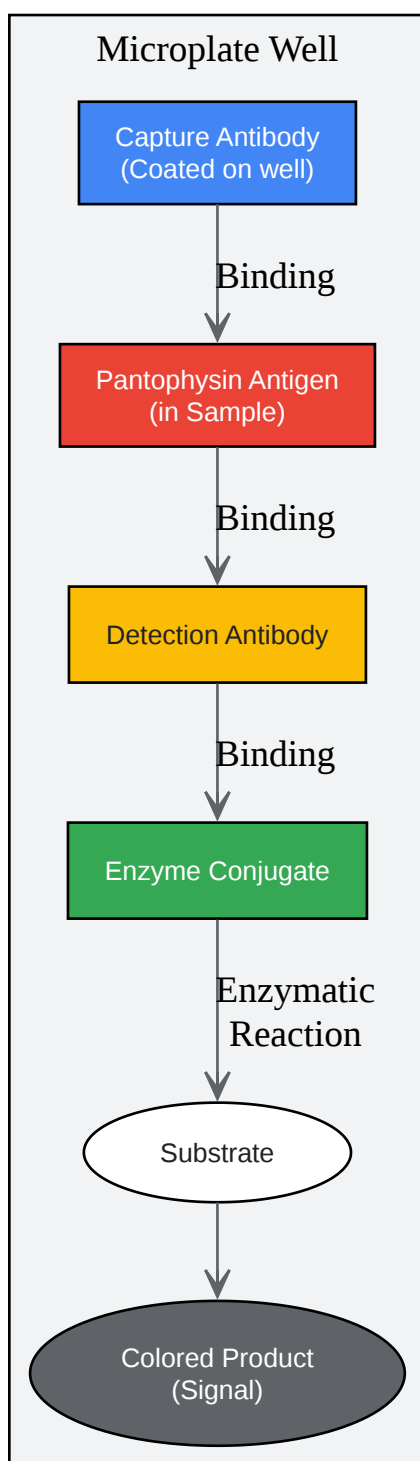 Microplate Well
Capture Antibody
(Coated on well)
Binding
Pantophysin Antigen
(in Sample)
Binding
Detection Antibody
Binding
Enzyme Conjugate
Enzymatic
Reaction
Substrate
Colored Product
(Signal)